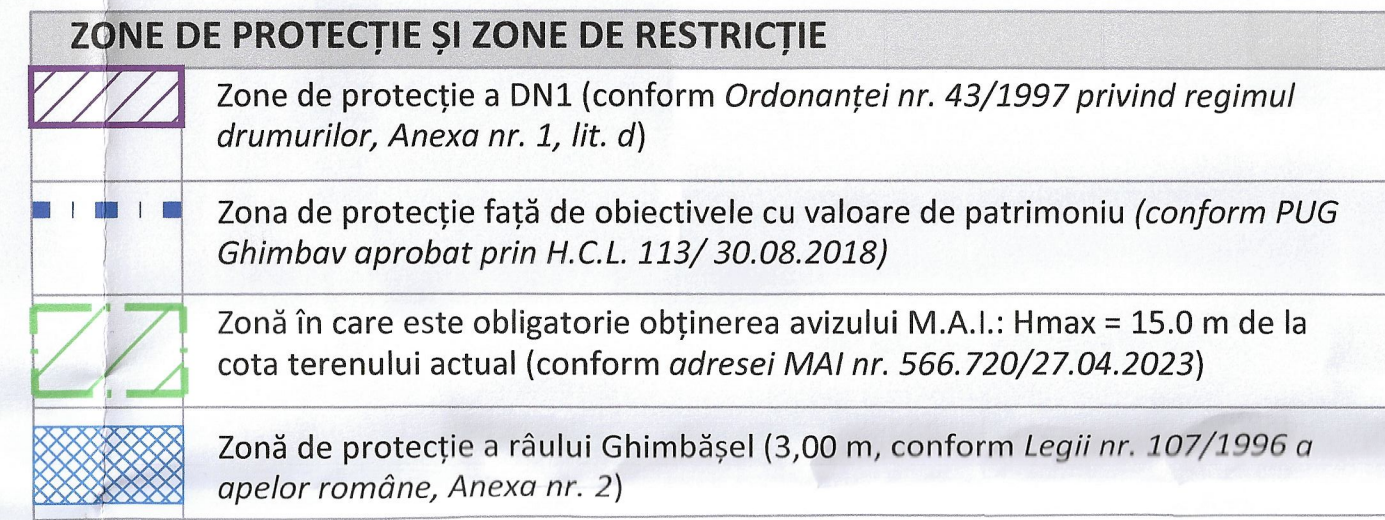 ZONE DE PROTECȚIE ȘI ZONE DE RESTRICȚIE
Zone de protecție a DN1 (conform Ordonanței nr. 43/1997 privind regimul
drumurilor, Anexa nr. 1, lit. d)
Zona de protecție față de obiectivele cu valoare de patrimoniu (conform PUG
Ghimbav aprobat prin H.C.L. 113/ 30.08.2018)
Zonă în care este obligatorie obținerea avizului M.A.I.: Hmax = 15.0 m de la
cota terenului actual (conform adresei MAI nr. 566.720/27.04.2023)
Zonă de protecție a râului Ghimbășel (3,00 m, conform Legii nr. 107/1996 a
apelor române, Anexa nr. 2)